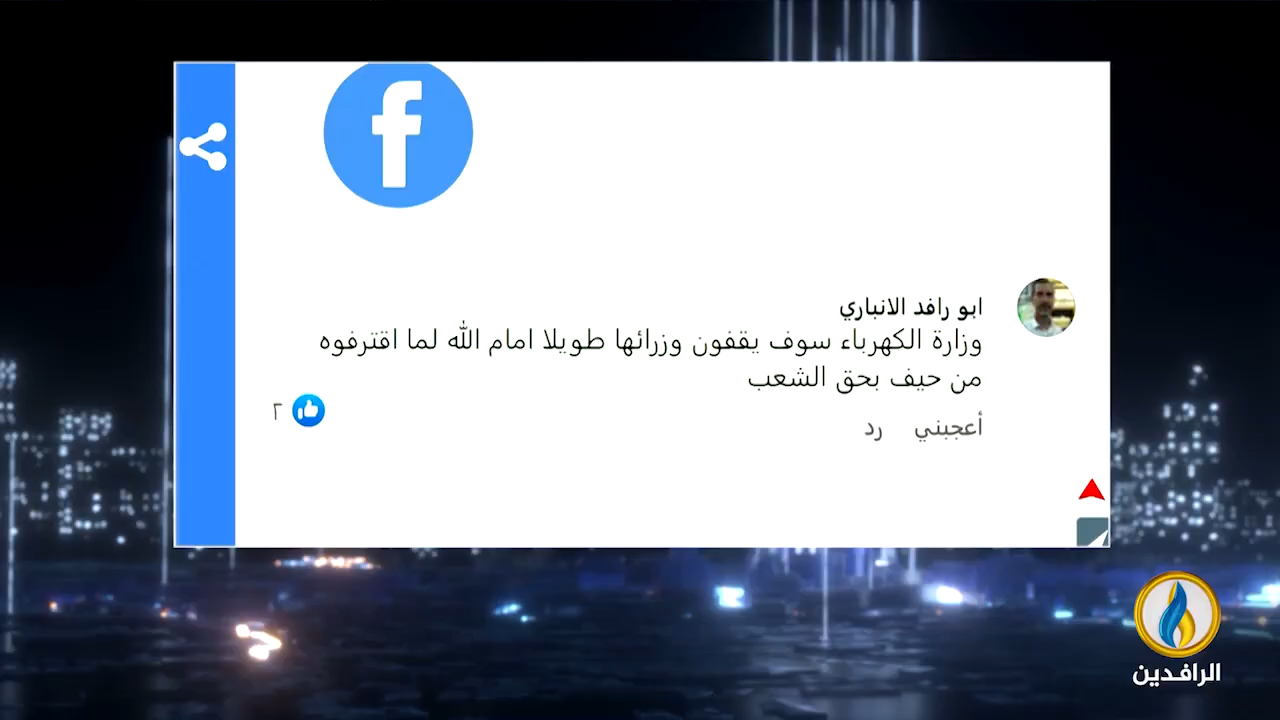 f
ابو رافد الانباري
وزارة الكهرباء سوف يقفون وزرائها طويلا امام الله لما اقترفوه
من حيف بحق الشعب
٢
أعجبني رد
الرافدين